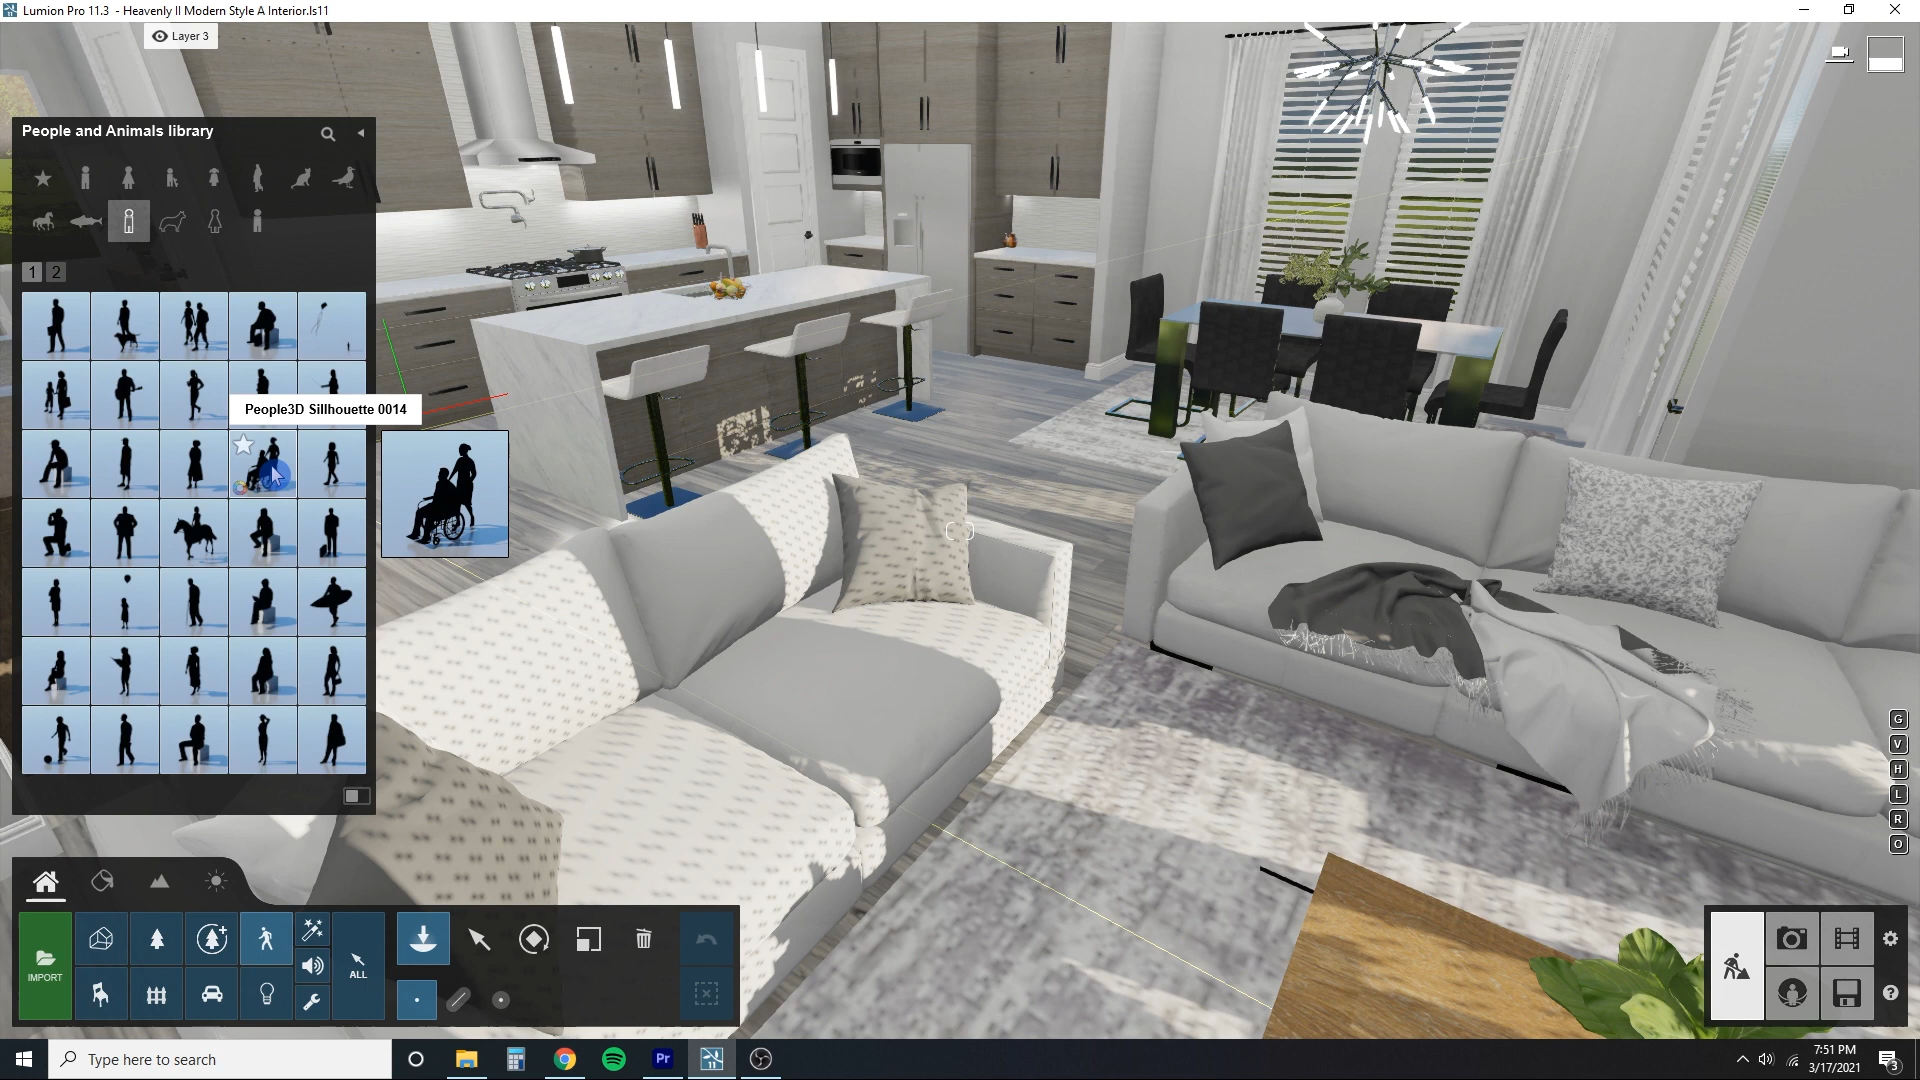 Lumion Pro 11.3 - Heavenly II Modern Style A Interior.ls11
Layer 3
People and Animals library
1 2
People3D Sillhouette 0014
G
V
H
L
R
O
IMPORT
ALL
?
Type here to search
Pr
11
7:51 PM
3/17/2021
3